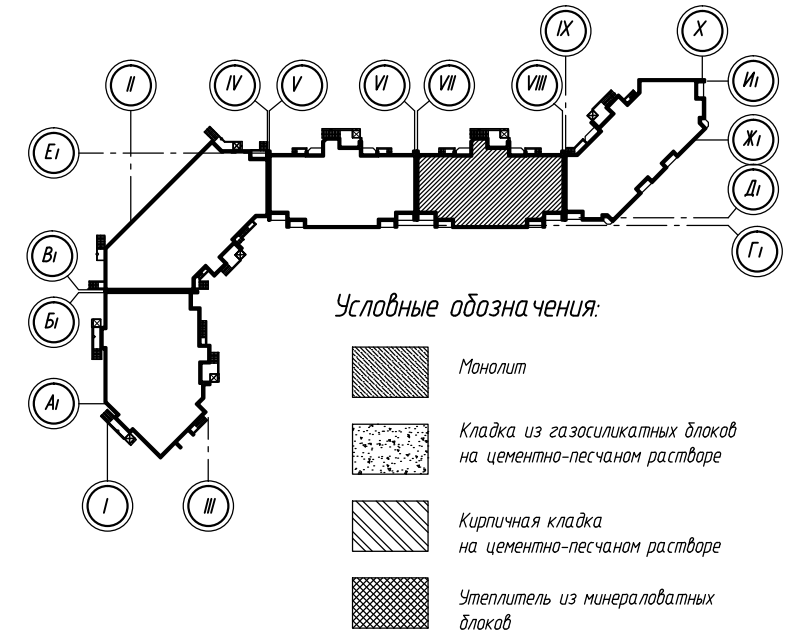 IX
X
II
IV
V
VI
VII
VIII
И1
Е1
Ж1
Д1
В1
Г1
Б1
А1
I
III
Условные обозначения:
Монолит
Кладка из газосиликатных блоков
на цементно-песчаном растворе
Кирпичная кладка
на цементно-песчаном растворе
Утеплитель из минераловатных
блоков